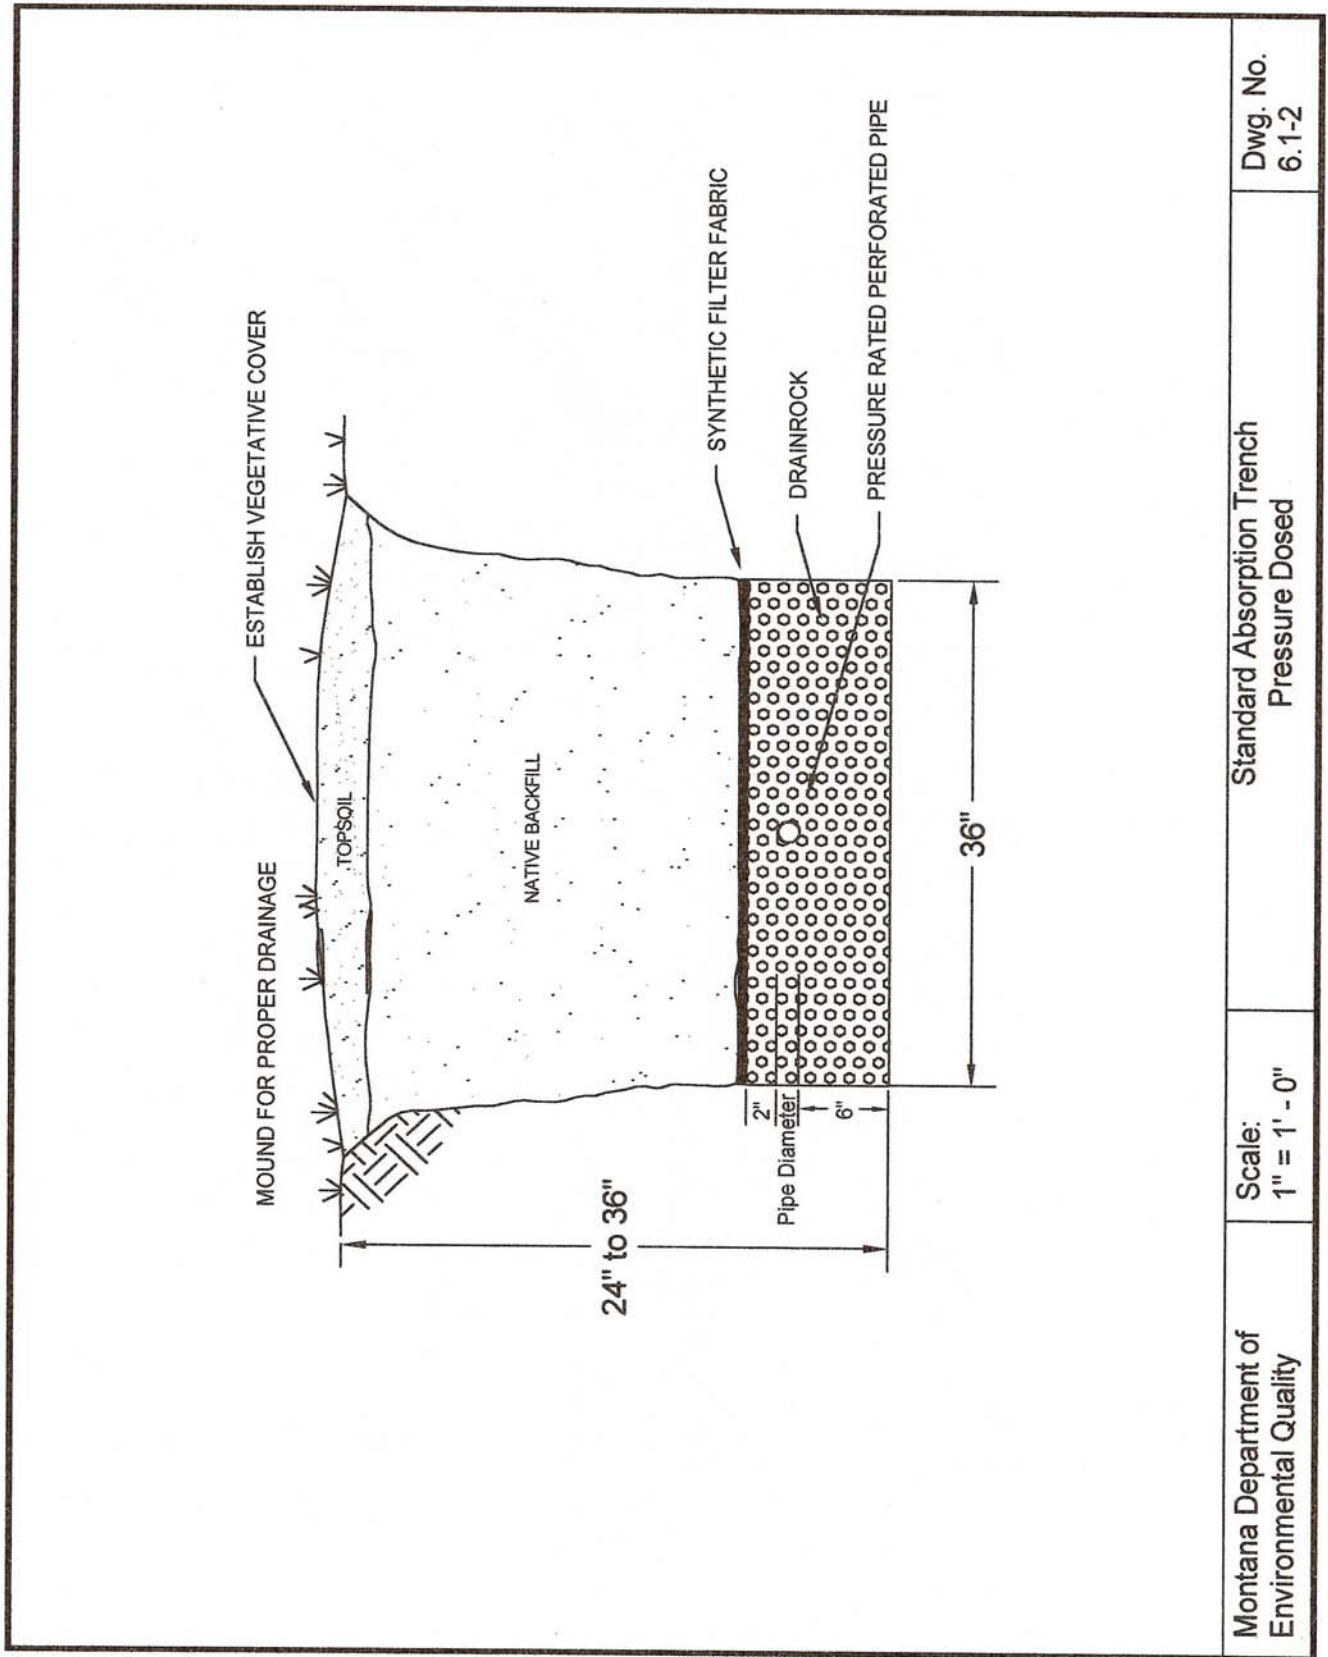 MOUND FOR PROPER DRAINAGE
ESTABLISH VEGETATIVE COVER
TOPSOIL
NATIVE BACKFILL
24" to 36"
SYNTHETIC FILTER FABRIC
2"
Pipe Diameter
6"
DRAINROCK
PRESSURE RATED PERFORATED PIPE
36"
Montana Department of
Environmental Quality
Scale:
1" = 1' - 0"
Standard Absorption Trench
Pressure Dosed
Dwg. No.
6.1-2